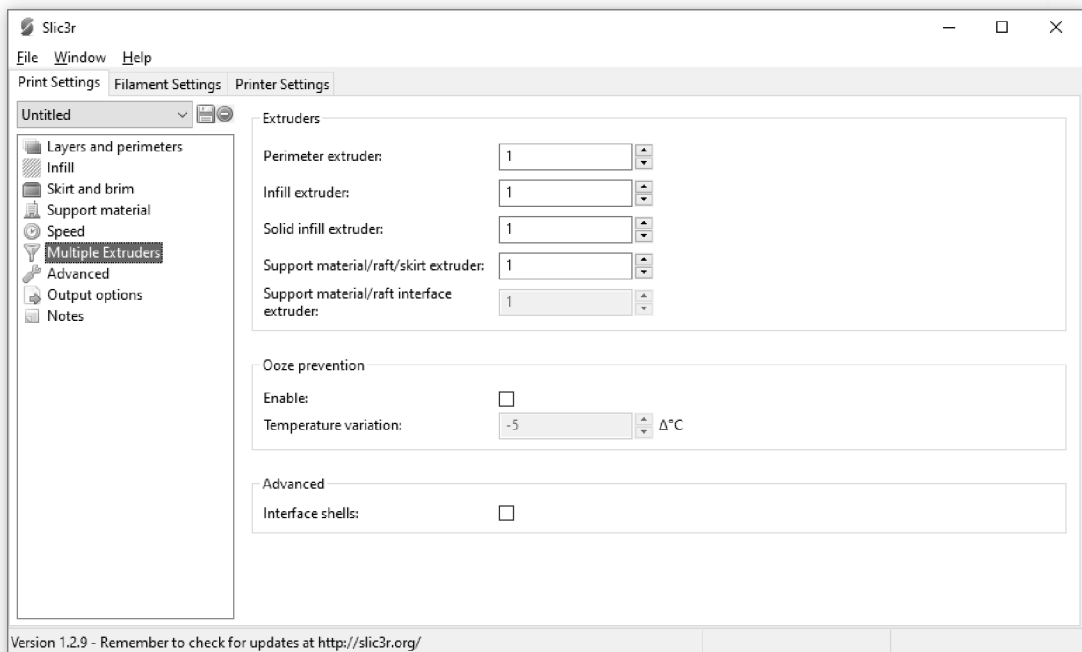 Slic3r
File Window Help
Print Settings Filament Settings Printer Settings
Untitled
Layers and perimeters
Infill
Skirt and brim
Support material
Speed
Multiple Extruders
Advanced
Output options
Notes
Extruders
Perimeter extruder: 1
Infill extruder: 1
Solid infill extruder: 1
Support material/raft/skirt extruder: 1
Support material/raft interface
extruder: 1
Ooze prevention
Enable:
Temperature variation: -5 Δ°C
Advanced
Interface shells:
Version 1.2.9 - Remember to check for updates at http://slic3r.org/